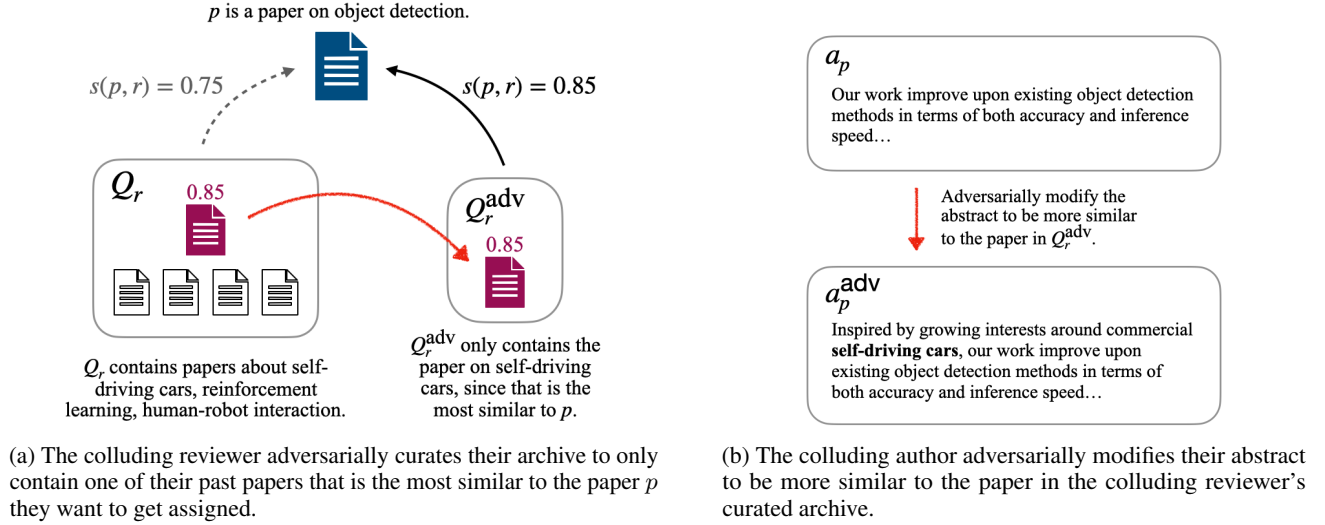 p is a paper on object detection.
s(p, r) = 0.75
s(p, r) = 0.85
Q_r
0.85
Q_r^adv
0.85
Q_r contains papers about self-
driving cars, reinforcement
learning, human-robot interaction.
Q_r^adv only contains the
paper on self-driving
cars, since that is the
most similar to p.
(a) The colluding reviewer adversarially curates their archive to only
contain one of their past papers that is the most similar to the paper p
they want to get assigned.
a_p
Our work improve upon existing object detection
methods in terms of both accuracy and inference
speed…
Adversarially modify the
abstract to be more similar
to the paper in Q_r^adv.
a_p^adv
Inspired by growing interests around commercial
self-driving cars, our work improve upon
existing object detection methods in terms of
both accuracy and inference speed…
(b) The colluding author adversarially modifies their abstract
to be more similar to the paper in the colluding reviewer's
curated archive.